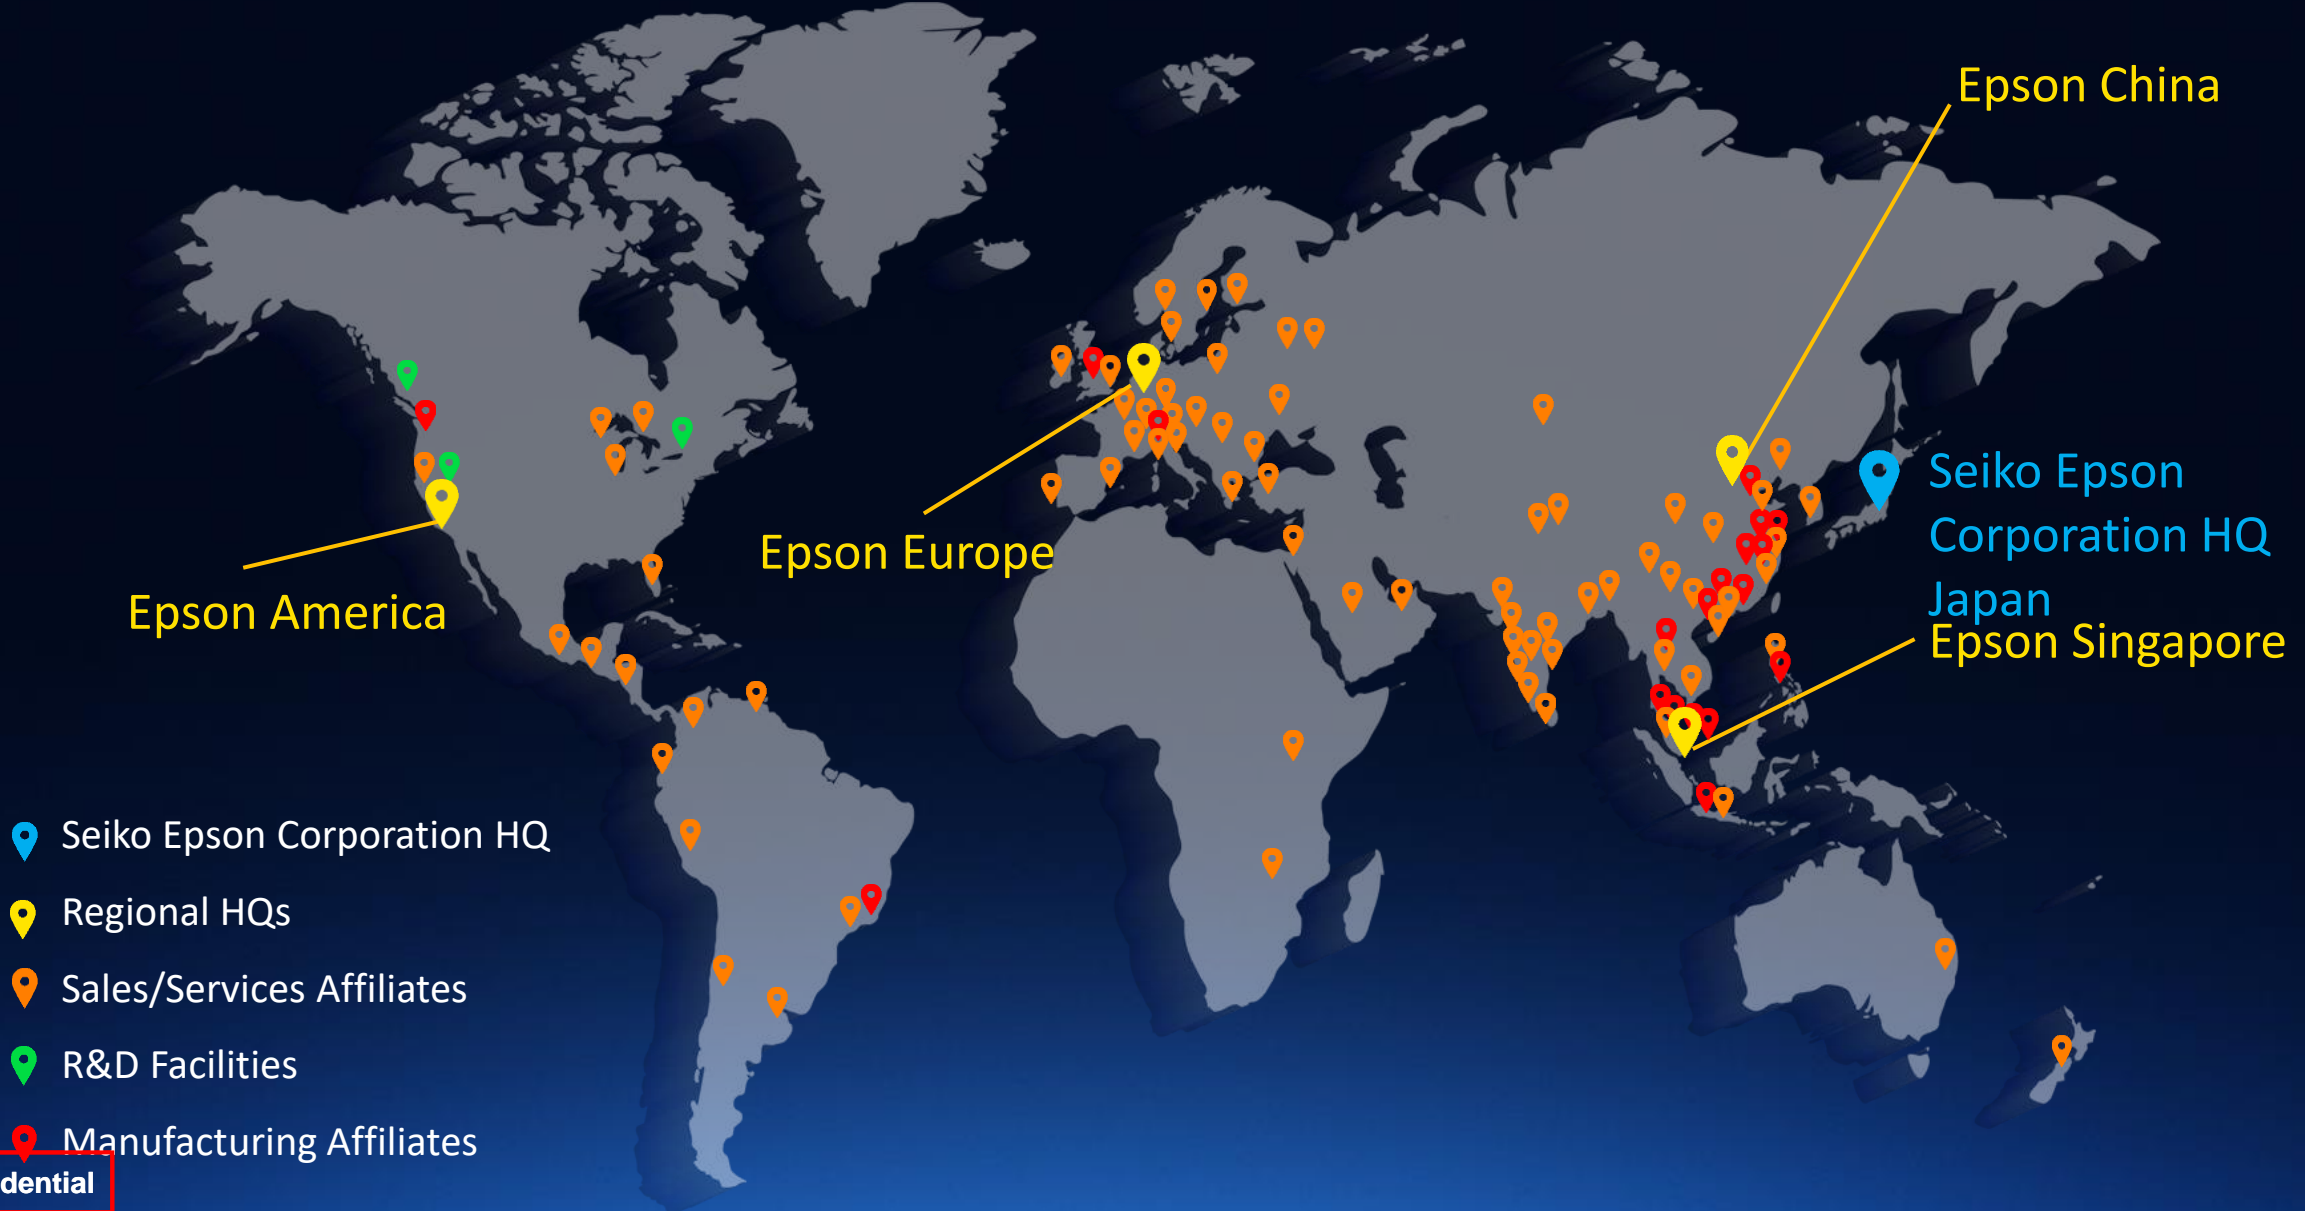 Epson China
Seiko Epson
Corporation HQ
Japan
Epson Europe
Epson America
Epson Singapore
Seiko Epson Corporation HQ
Regional HQs
Sales/Services Affiliates
R&D Facilities
Manufacturing Affiliates
dential